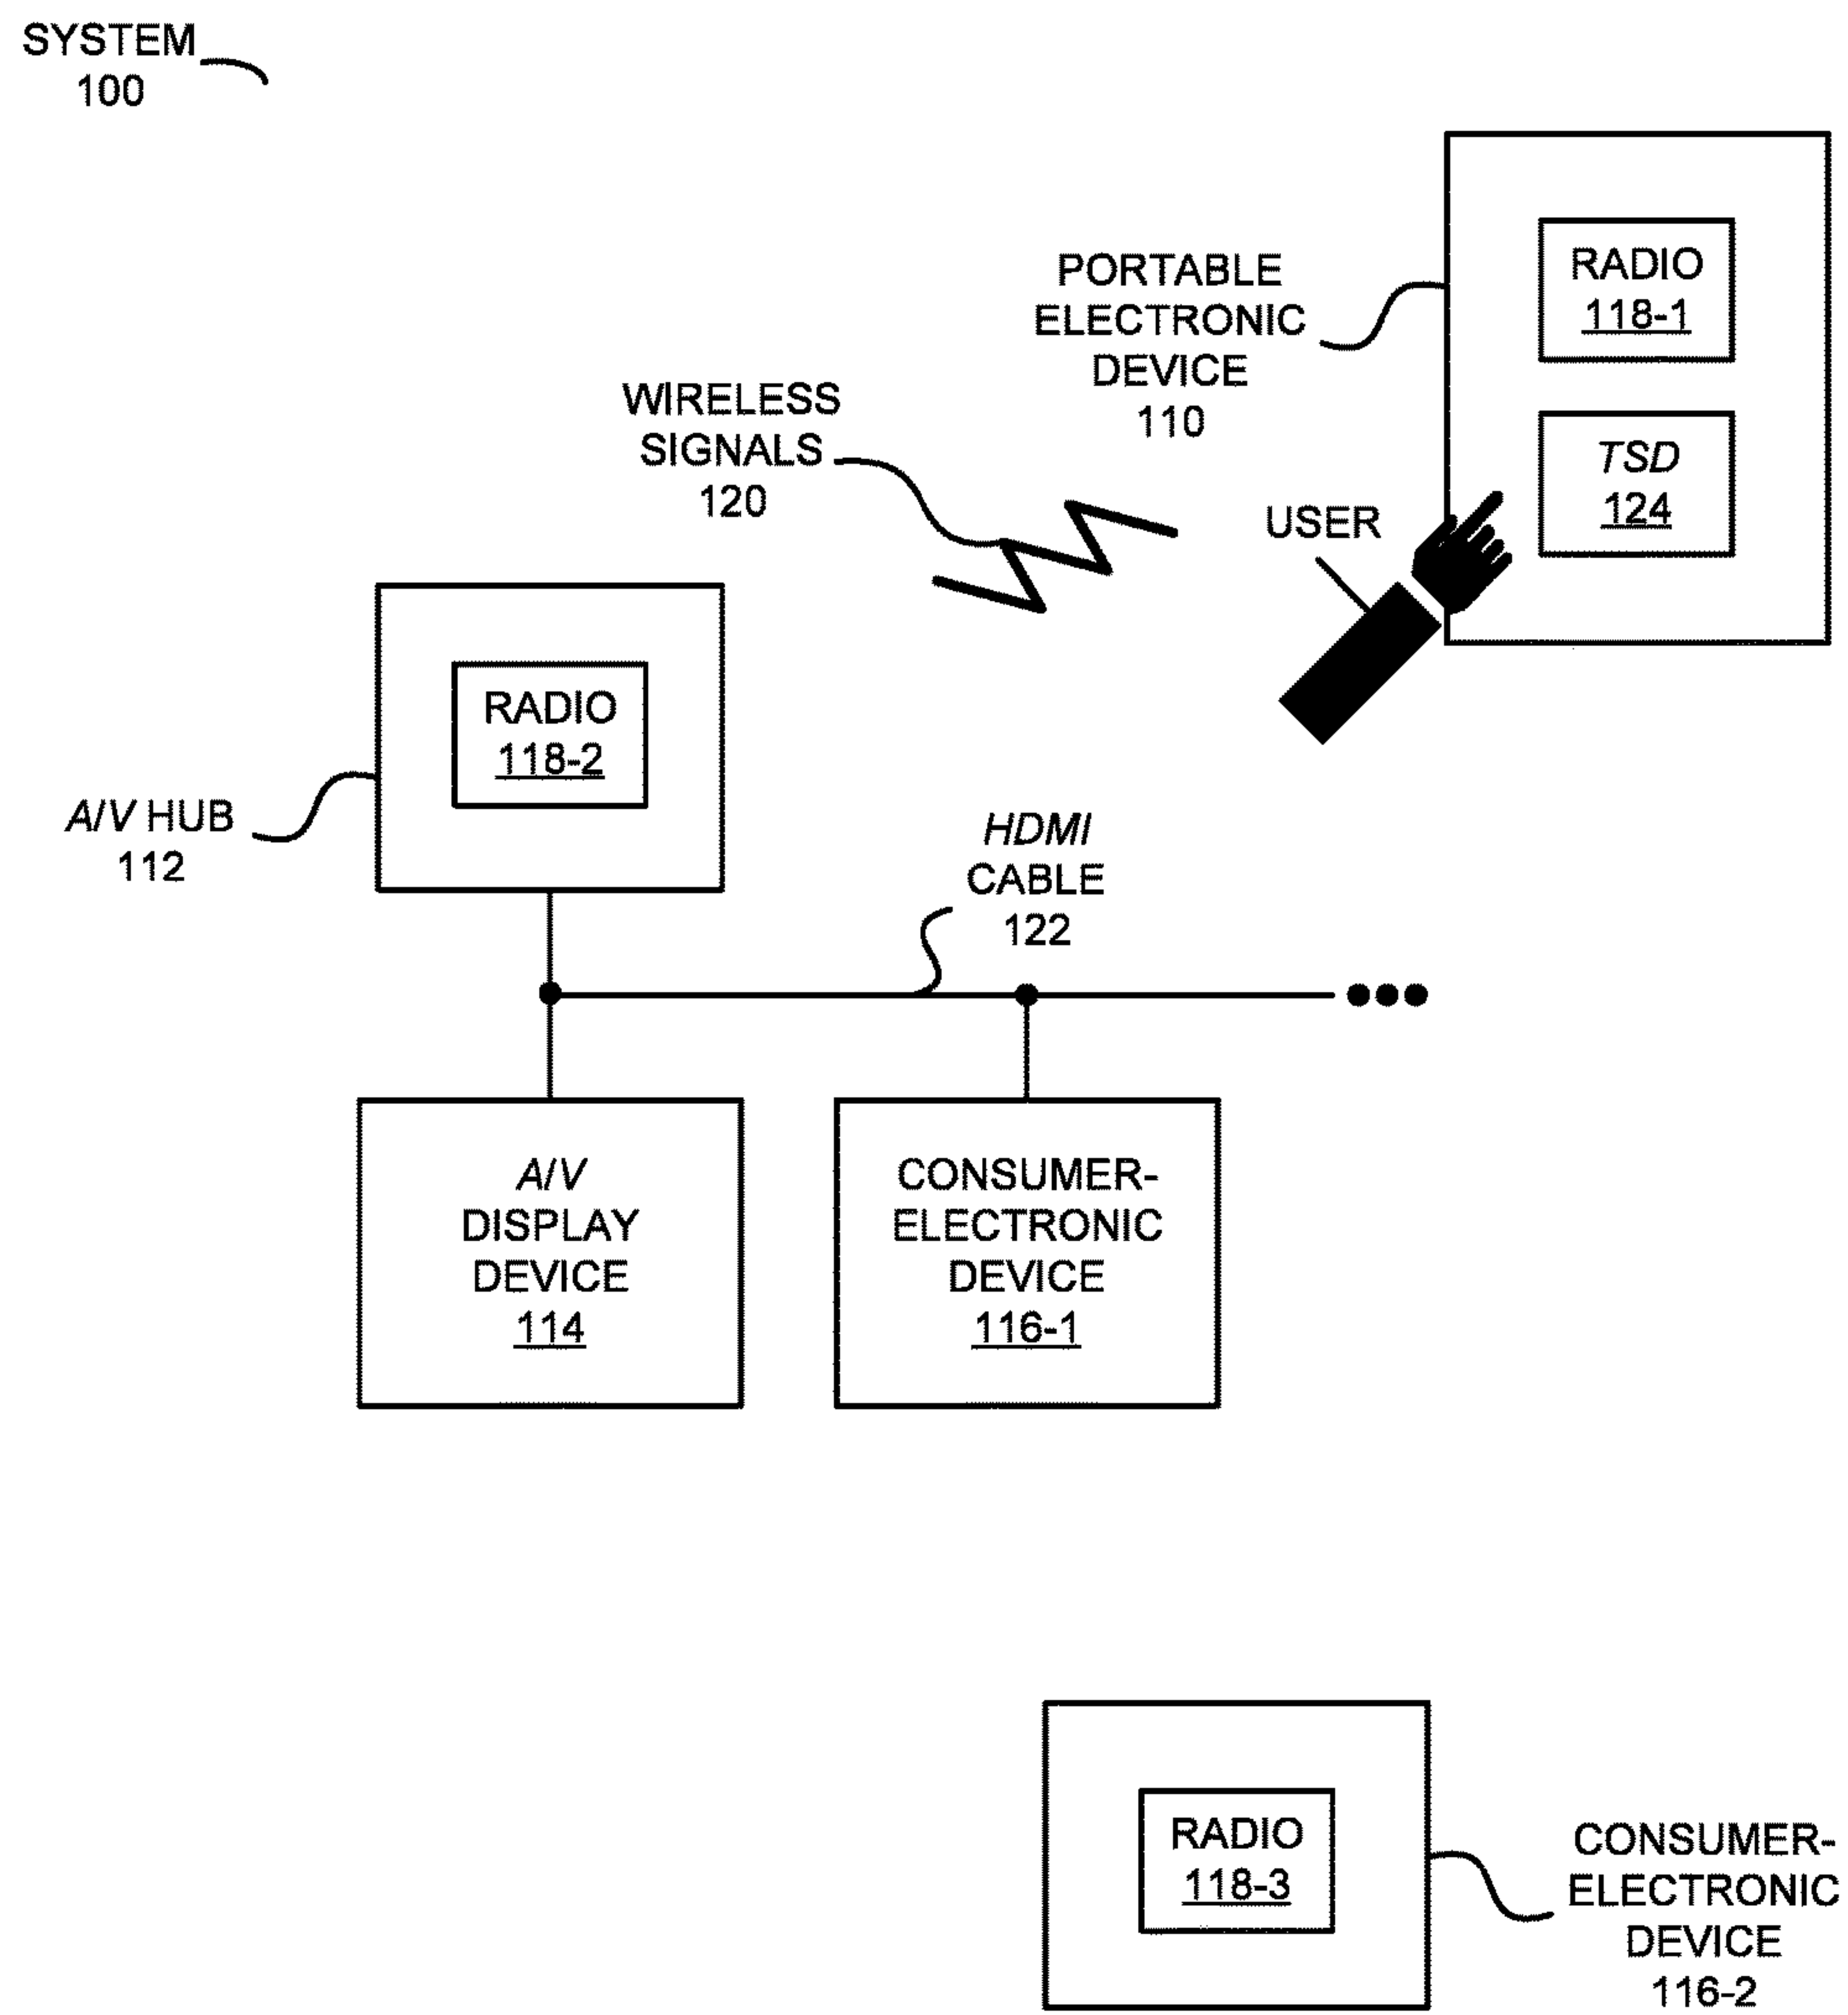 SYSTEM
100
PORTABLE
ELECTRONIC
DEVICE
110
RADIO
118-1
TSD
124
WIRELESS
SIGNALS
120
USER
RADIO
118-2
A/V HUB
112
HDMI
CABLE
122
A/V
DISPLAY
DEVICE
114
CONSUMER-
ELECTRONIC
DEVICE
116-1
RADIO
118-3
CONSUMER-
ELECTRONIC
DEVICE
116-2